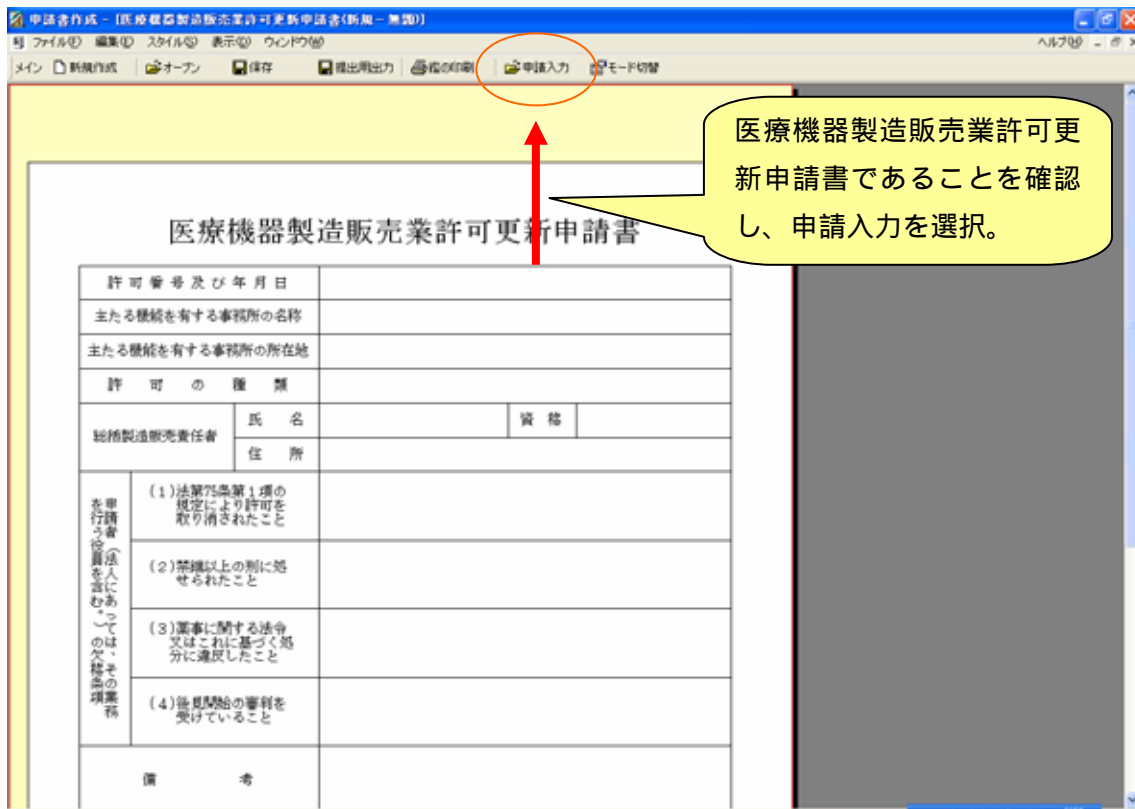 申請書作成 - [医療機器製造販売業許可更新申請書(新規-無題)]
ファイル(F) 編集(E) スタイル(S) 表示(V) ウィンドウ(W) ヘルプ(H)
メイン 新規作成 オープン 保存 提出用出力 鑑の印刷 申請入力 モード切替
医療機器製造販売業許可更
新申請書であることを確認
し、申請入力を選択。
医療機器製造販売業許可更新申請書
許可番号及び年月日
主たる機能を有する事務所の名称
主たる機能を有する事務所の所在地
許可の種類
総括製造販売責任者
氏名
資格
住所
申請者(法人にあっては、その業務
を行う役員を含む。)の欠格条項
(1)法第75条第1項の
規定により許可を
取り消されたこと
(2)禁錮以上の刑に処
せられたこと
(3)薬事に関する法令
又はこれに基づく処
分に違反したこと
(4)後見開始の審判を
受けていること
備考